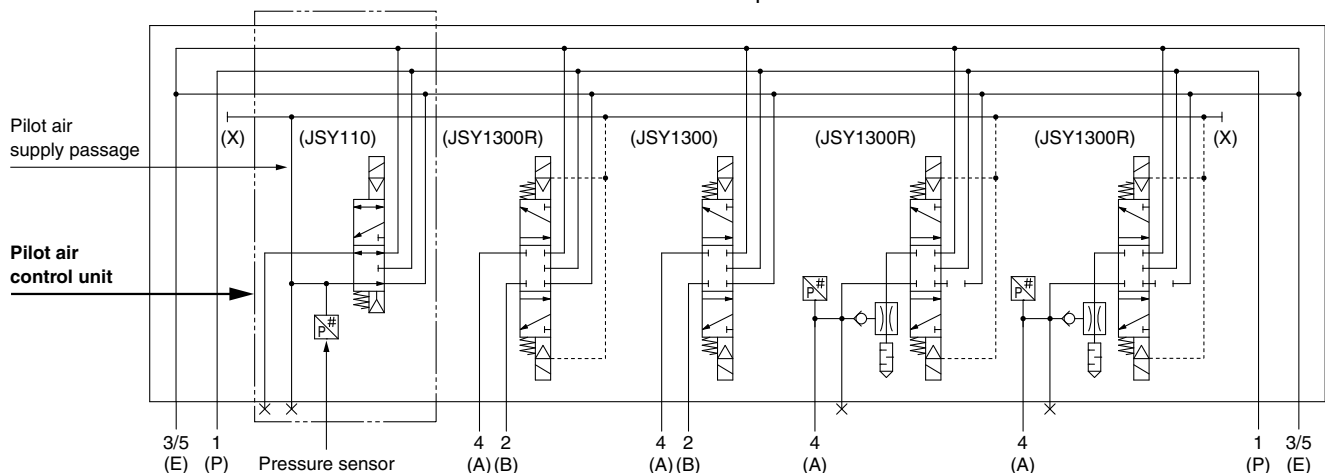 Pilot air
supply passage
(X)
(JSY110)
(JSY1300R)
(JSY1300)
(JSY1300R)
(JSY1300R)
(X)
Pilot air
control unit
P #
P #
P #
3/5
(E)
1
(P)
Pressure sensor
4
(A)
2
(B)
4
(A)
2
(B)
4
(A)
4
(A)
1
(P)
3/5
(E)